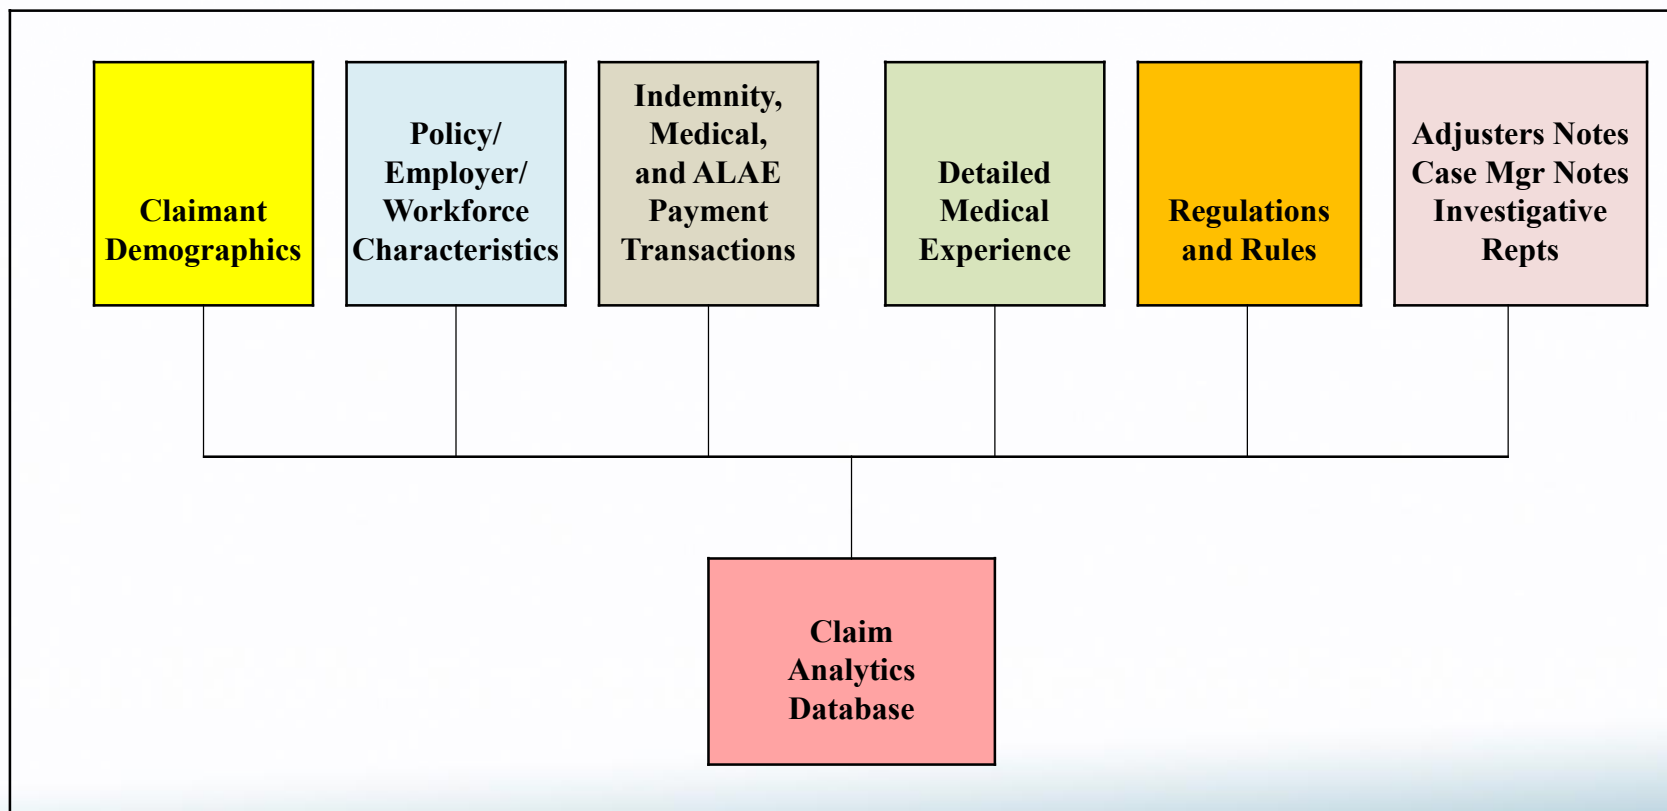 Claimant
Demographics
Policy/
Employer/
Workforce
Characteristics
Indemnity,
Medical,
and ALAE
Payment
Transactions
Detailed
Medical
Experience
Regulations
and Rules
Adjusters Notes
Case Mgr Notes
Investigative
Repts
Claim
Analytics
Database